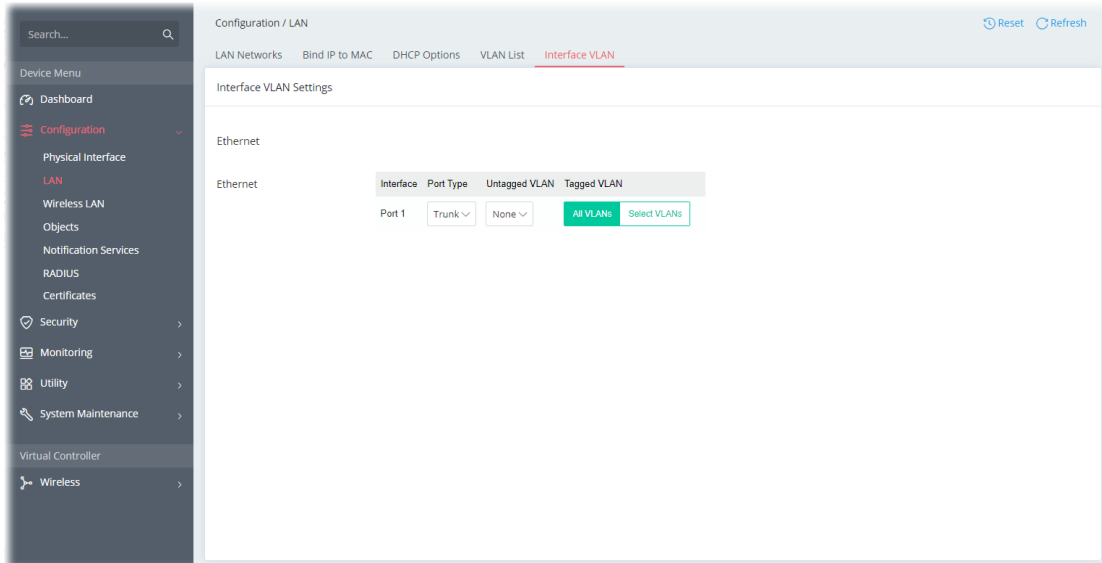 Search...
Device Menu
Dashboard
Configuration
Physical Interface
LAN
Wireless LAN
Objects
Notification Services
RADIUS
Certificates
Security
Monitoring
Utility
System Maintenance
Virtual Controller
Wireless
Configuration / LAN
Reset Refresh
LAN Networks Bind IP to MAC DHCP Options VLAN List Interface VLAN
Interface VLAN Settings
Ethernet
Ethernet
Interface Port Type Untagged VLAN Tagged VLAN
Port 1 Trunk None All VLANs Select VLANs